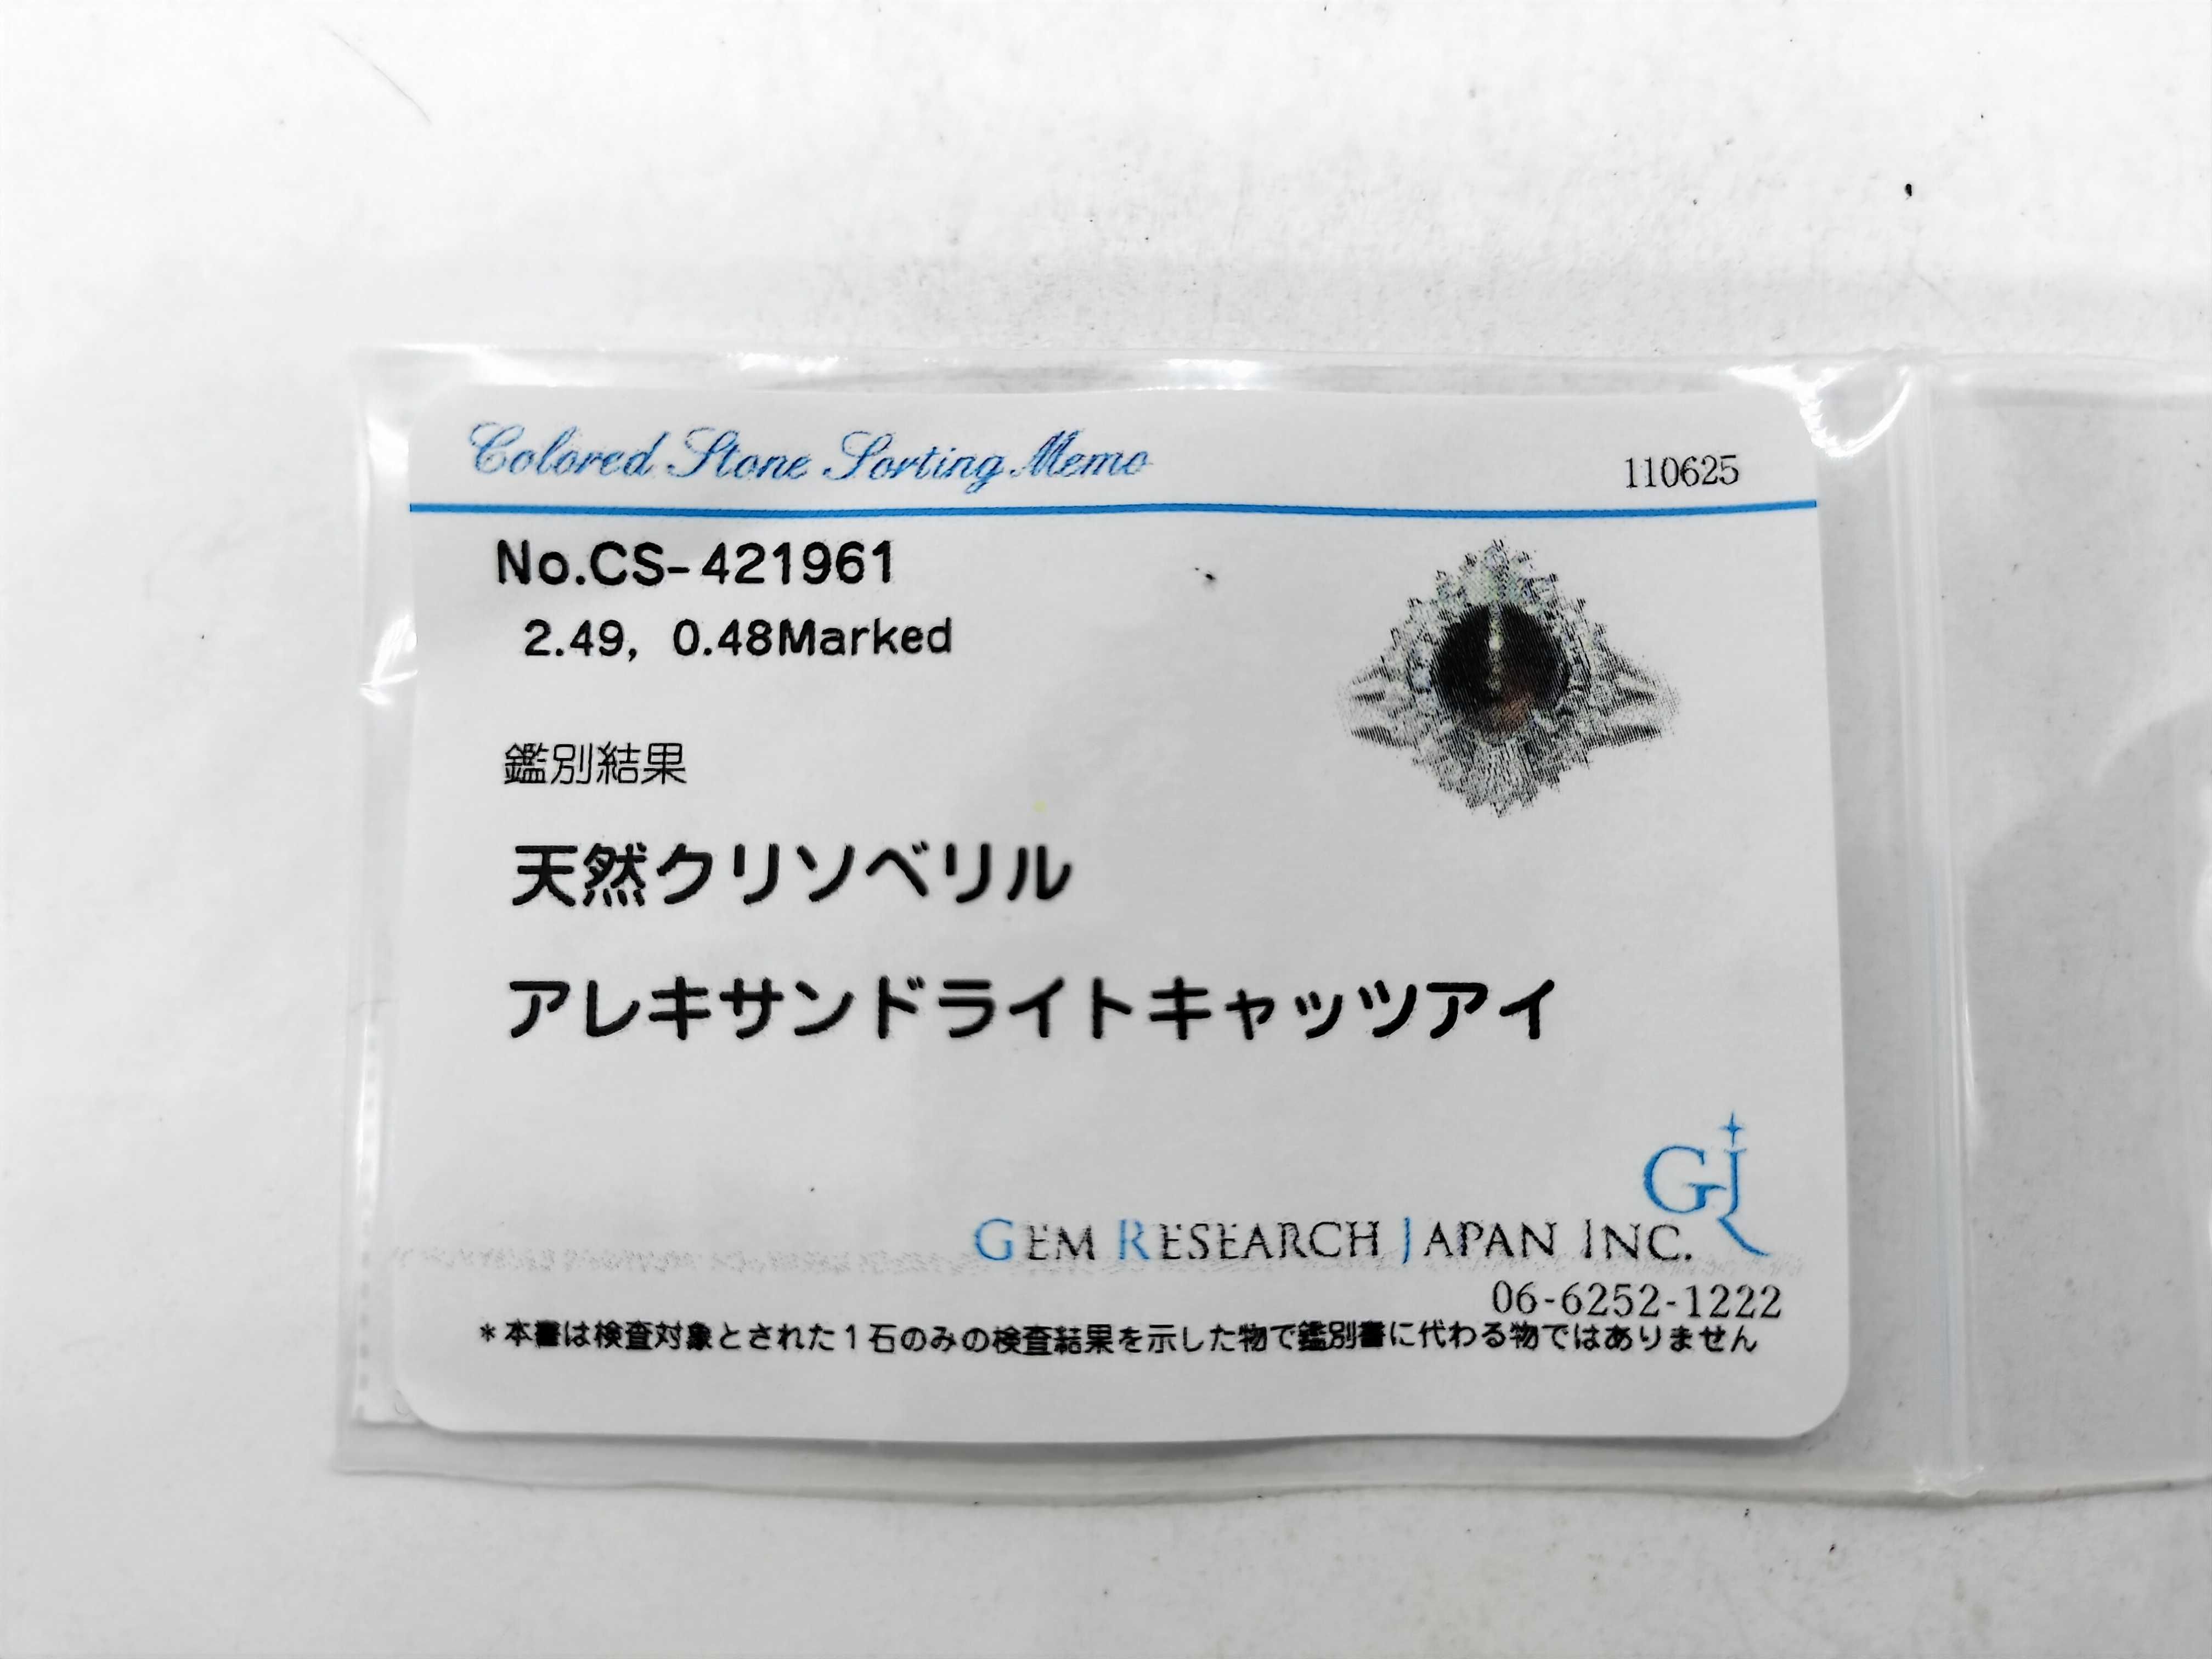 Colored Stone Sorting Memo
110625
No.CS-421961
2.49, 0.48Marked
鑑別結果
天然クリソベリル
アレキサンドライトキャッツアイ
GJR
GEM RESEARCH JAPAN INC.
06-6252-1222
*本書は検査対象とされた1石のみの検査結果を示した物で鑑別書に代わる物ではありません